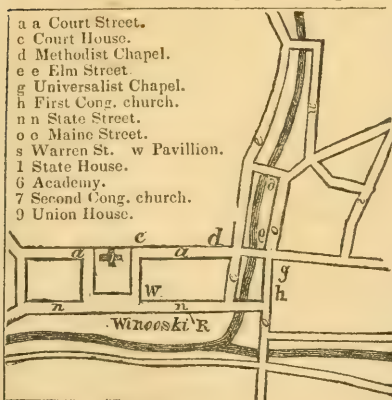 a a Court Street.
c Court House.
d Methodist Chapel.
e e Elm Street
g Universalist Chapel.
h First Cong. church.
n n State Street.
o o Maine Street.
s Warren St. w Pavillion.
1 State House.
6 Academy.
7 Second Cong. church.
9 Union House.
c d
a a
g
W h
n n
Winooski R